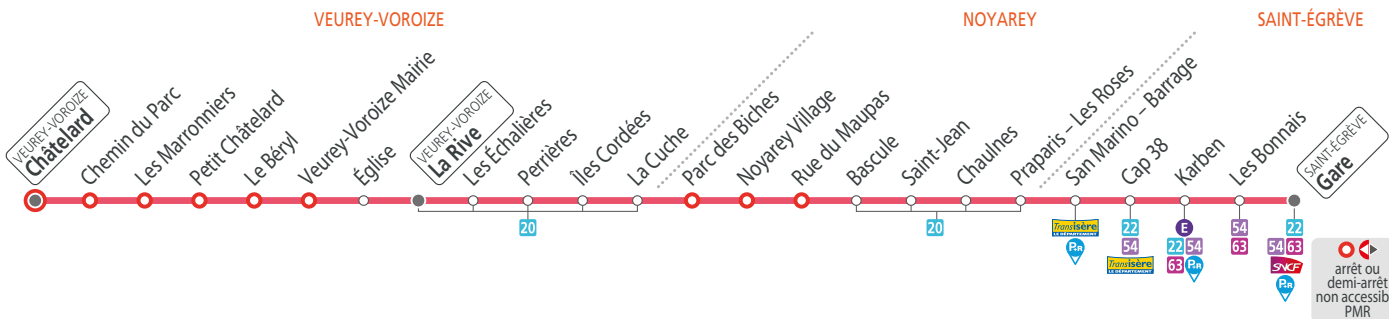 VEUREY-VOROIZE
NOYAREY
SAINT-ÉGRÈVE
VEUREY-VOROIZE
Châtelard
Chemin du Parc
Les Marronniers
Petit Châtelard
Le Béryl
Veurey-Voroize Mairie
Église
VEUREY-VOROIZE
La Rive
Les Échalières
Perrières
Îles Cordées
La Cuche
Parc des Biches
Noyarey Village
Rue du Maupas
Bascule
Saint-Jean
Chaulnes
Praparis – Les Roses
San Marino – Barrage
Cap 38
Karben
Les Bonnais
SAINT-ÉGRÈVE
Gare
20
20
Transisère
LE DÉPARTEMENT
P+R
22
54
Transisère
LE DÉPARTEMENT
E
22 54
63 P+R
54
63
22
54 63
SNCF
P+R
arrêt ou
demi-arrêt
non accessib
PMR